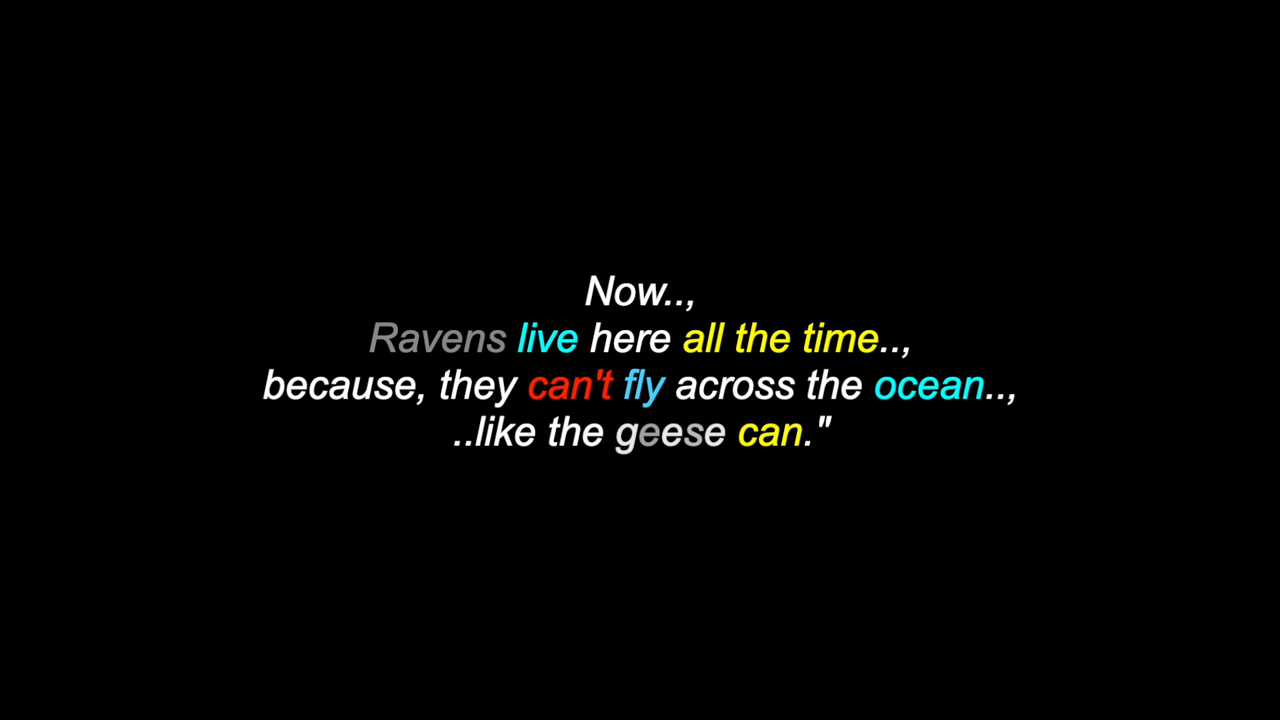 Now..,
Ravens live here all the time..,
because, they can't fly across the ocean..,
..like the geese can."